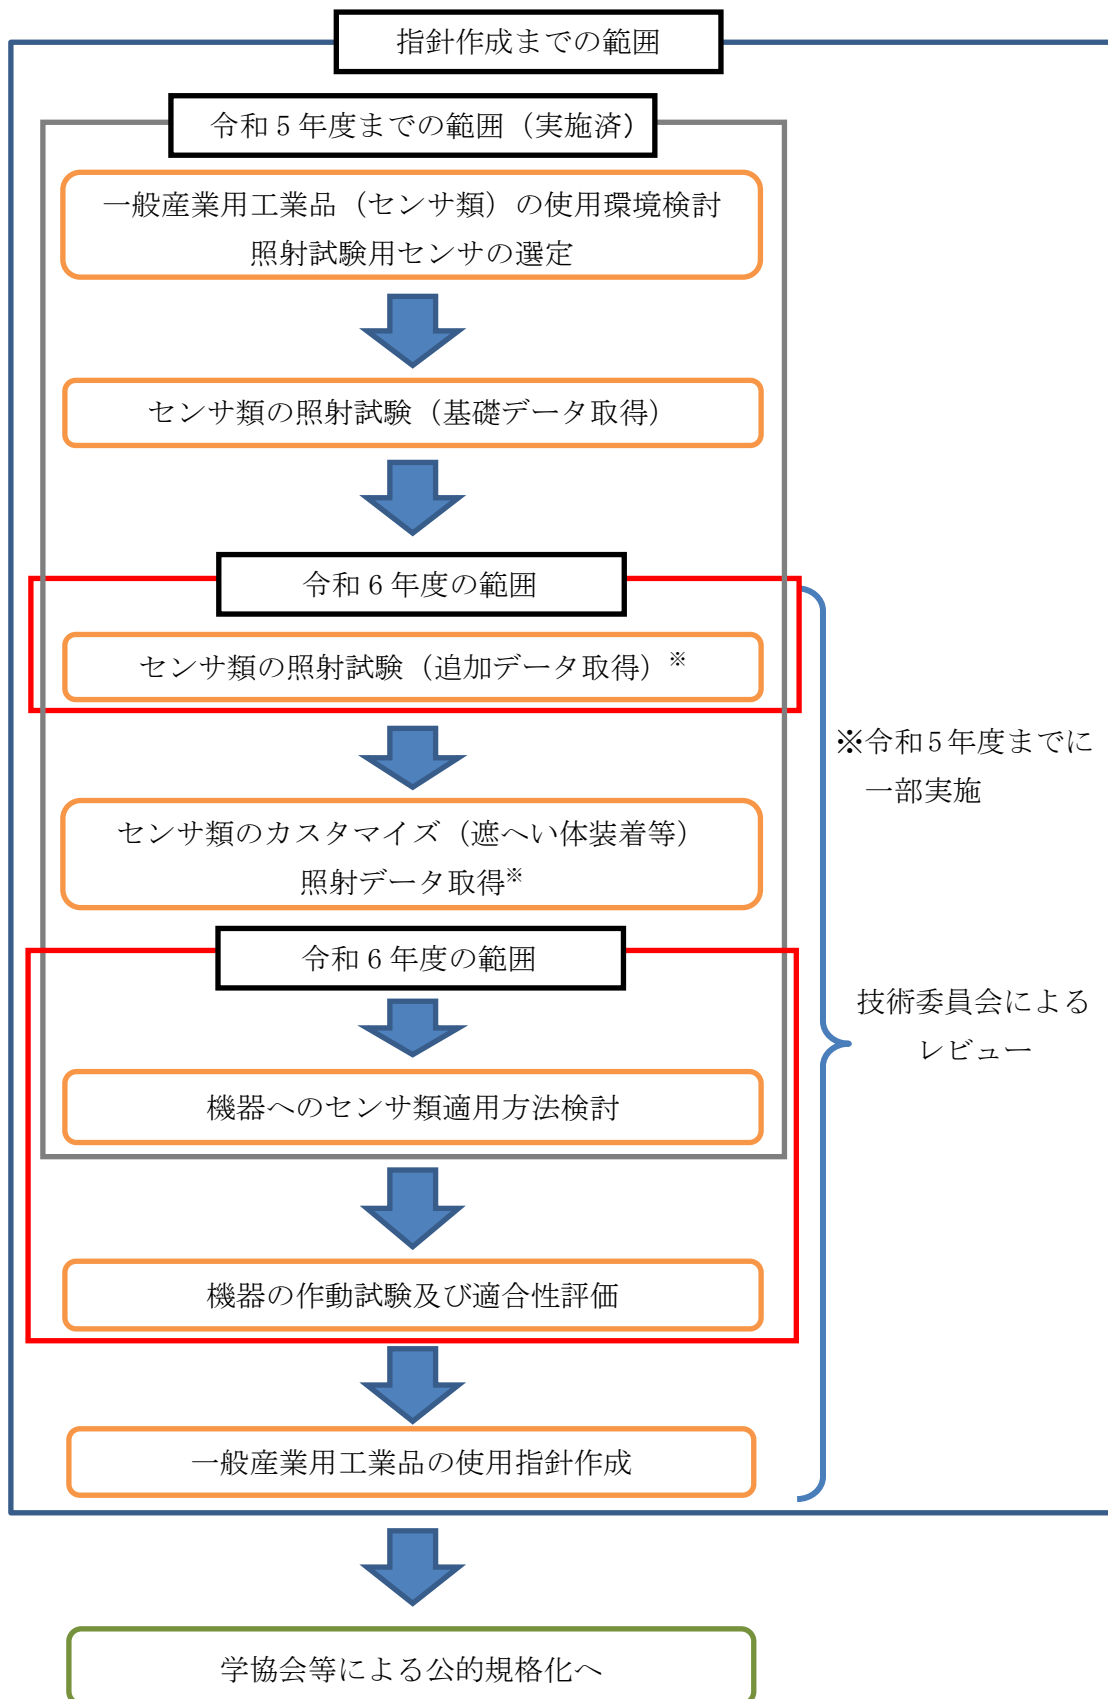 指針作成までの範囲
令和５年度までの範囲（実施済）
一般産業用工業品（センサ類）の使用環境検討
照射試験用センサの選定
センサ類の照射試験（基礎データ取得）
令和６年度の範囲
センサ類の照射試験（追加データ取得）※
※令和５年度までに
一部実施
センサ類のカスタマイズ（遮へい体装着等）
照射データ取得※
令和６年度の範囲
技術委員会による
レビュー
機器へのセンサ類適用方法検討
機器の作動試験及び適合性評価
一般産業用工業品の使用指針作成
学協会等による公的規格化へ